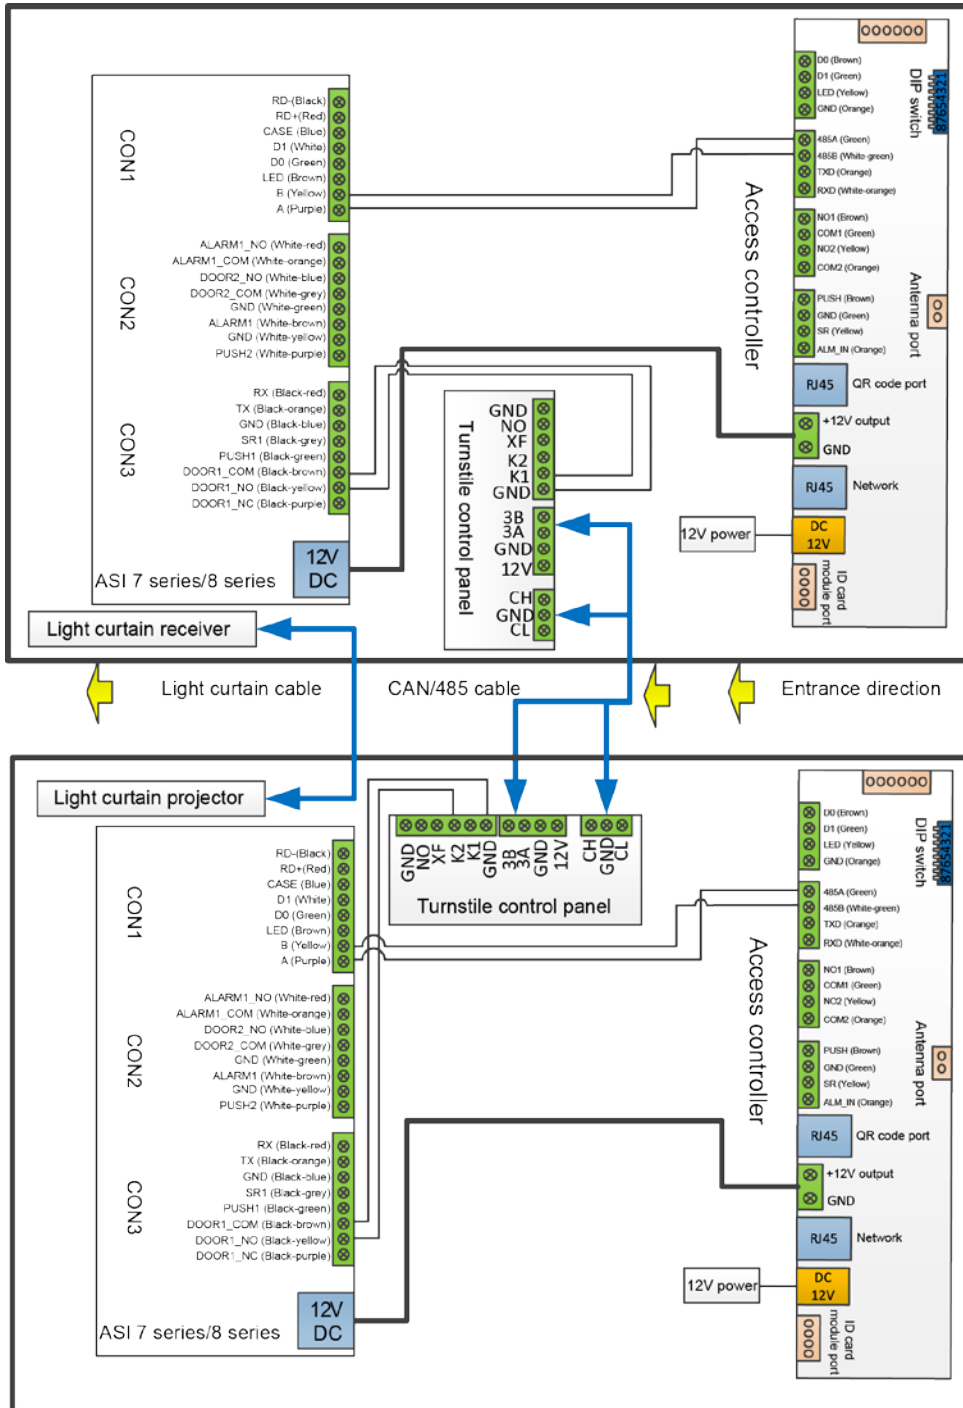 D0 (Brown)
D1 (Green)
LED (Yellow)
GND (Orange)
DIP switch
87654321
485A (Green)
485B (White-green)
TXD (Orange)
RXD (White-orange)
NO1 (Brown)
COM1 (Green)
NO2 (Yellow)
COM2 (Orange)
Access controller
Antenna port
PUSH (Brown)
GND (Green)
SR (Yellow)
ALM_IN (Orange)
RJ45
QR code port
+12V output
GND
RJ45
Network
12V power
DC
12V
ID card
module port
CON1
RD-(Black)
RD+(Red)
CASE (Blue)
D1 (White)
D0 (Green)
LED (Brown)
B (Yellow)
A (Purple)
CON2
ALARM1_NO (White-red)
ALARM1_COM (White-orange)
DOOR2_NO (White-blue)
DOOR2_COM (White-grey)
GND (White-green)
ALARM1 (White-brown)
GND (White-yellow)
PUSH2 (White-purple)
CON3
RX (Black-red)
TX (Black-orange)
GND (Black-blue)
SR1 (Black-grey)
PUSH1 (Black-green)
DOOR1_COM (Black-brown)
DOOR1_NO (Black-yellow)
DOOR1_NC (Black-purple)
12V
DC
ASI 7 series/8 series
Turnstile control panel
GND
NO
XF
K2
K1
GND
3B
3A
GND
12V
CH
GND
CL
Light curtain receiver
Light curtain cable
CAN/485 cable
Entrance direction
Light curtain projector
GND
NO
XF
K2
K1
GND
3B
3A
GND
12V
CH
GND
CL
Turnstile control panel
CON1
RD-(Black)
RD+(Red)
CASE (Blue)
D1 (White)
D0 (Green)
LED (Brown)
B (Yellow)
A (Purple)
CON2
ALARM1_NO (White-red)
ALARM1_COM (White-orange)
DOOR2_NO (White-blue)
DOOR2_COM (White-grey)
GND (White-green)
ALARM1 (White-brown)
GND (White-yellow)
PUSH2 (White-purple)
CON3
RX (Black-red)
TX (Black-orange)
GND (Black-blue)
SR1 (Black-grey)
PUSH1 (Black-green)
DOOR1_COM (Black-brown)
DOOR1_NO (Black-yellow)
DOOR1_NC (Black-purple)
12V
DC
ASI 7 series/8 series
D0 (Brown)
D1 (Green)
LED (Yellow)
GND (Orange)
DIP switch
87654321
485A (Green)
485B (White-green)
TXD (Orange)
RXD (White-orange)
NO1 (Brown)
COM1 (Green)
NO2 (Yellow)
COM2 (Orange)
Access controller
Antenna port
PUSH (Brown)
GND (Green)
SR (Yellow)
ALM_IN (Orange)
RJ45
QR code port
+12V output
GND
RJ45
Network
12V power
DC
12V
ID card
module port